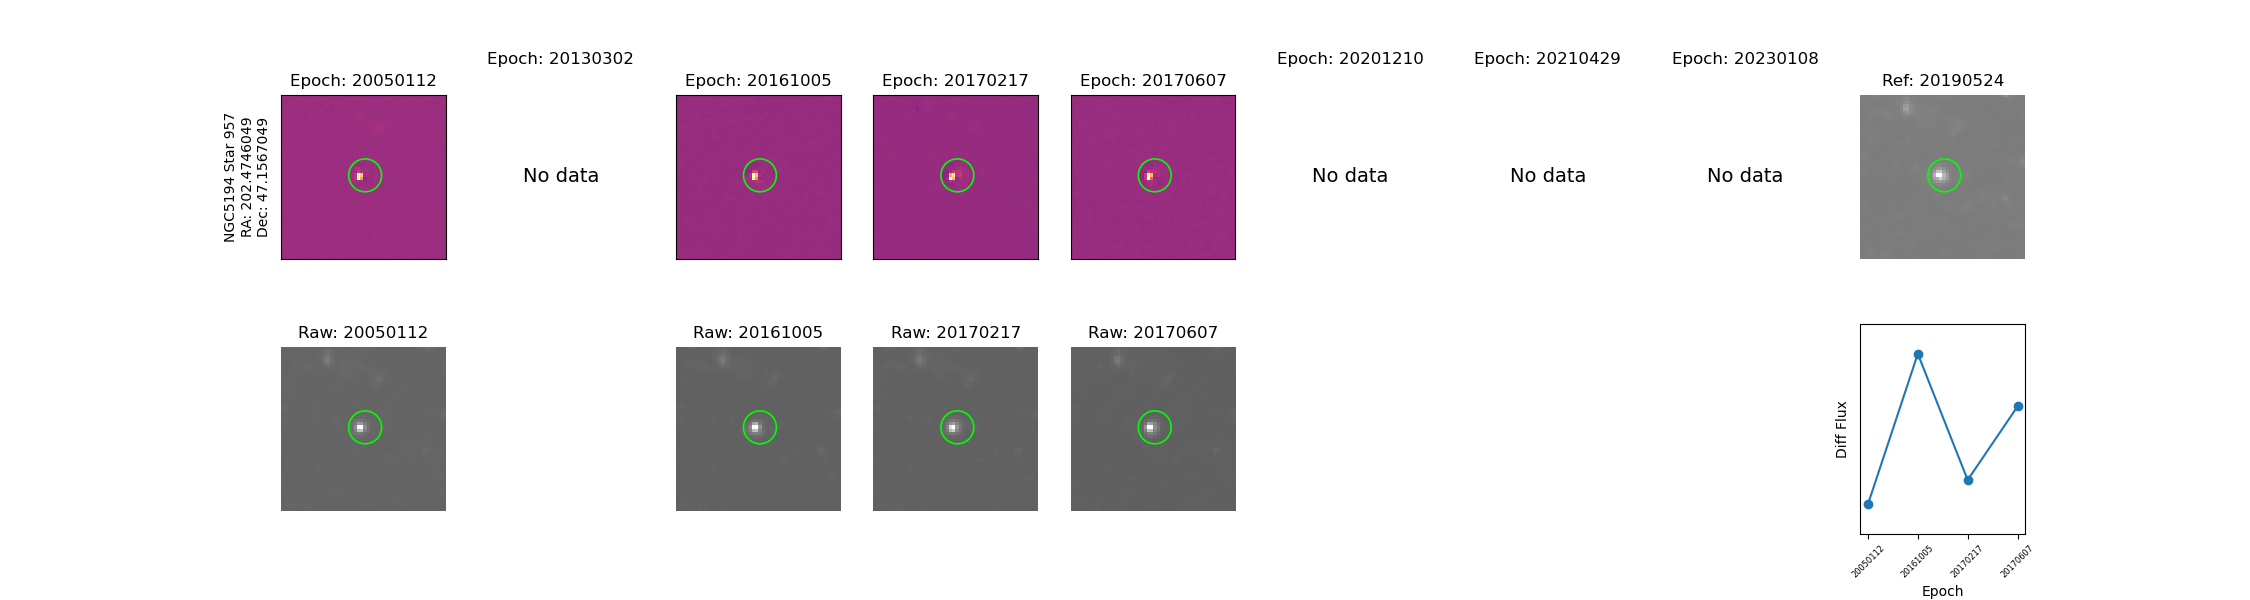 Epoch: 20050112
Epoch: 20130302
Epoch: 20161005
Epoch: 20170217
Epoch: 20170607
Epoch: 20201210
Epoch: 20210429
Epoch: 20230108
Ref: 20190524
NGC5194 Star 957
RA: 202.4746049
Dec: 47.1567049
No data
No data
No data
No data
Raw: 20050112
Raw: 20161005
Raw: 20170217
Raw: 20170607
Diff Flux
20050112
20161005
20170217
20170607
Epoch